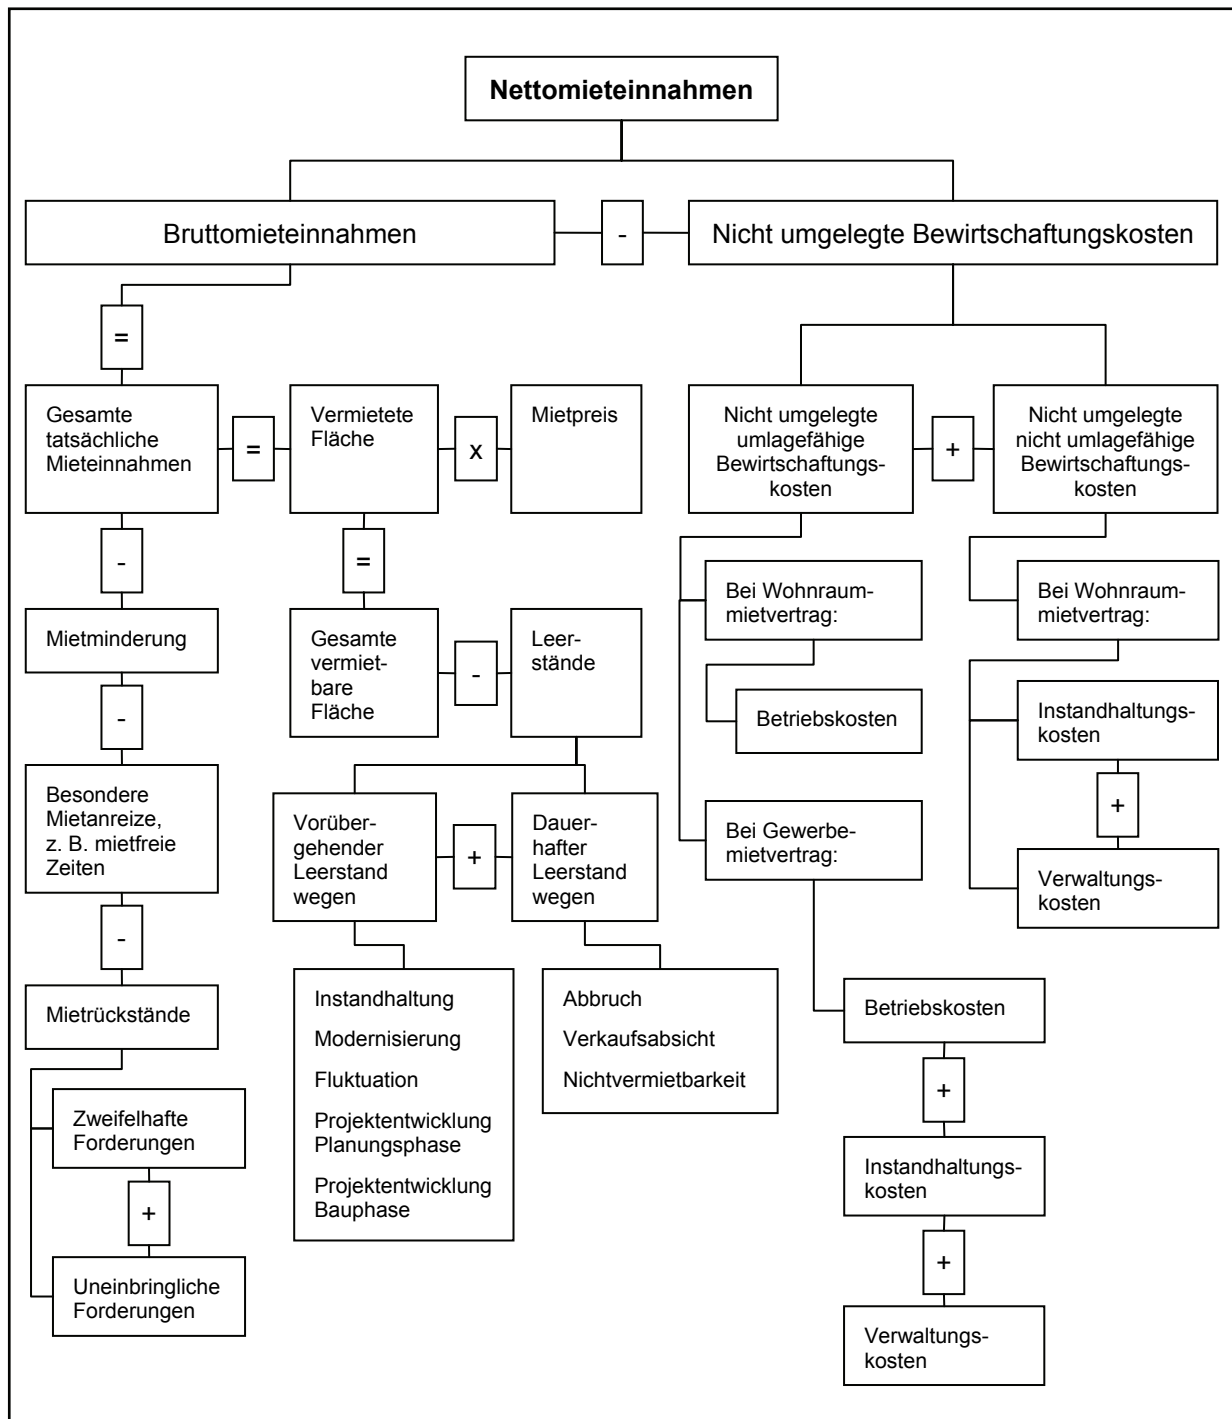 Nettomieteinnahmen
Bruttomieteinnahmen
-
Nicht umgelegte Bewirtschaftungskosten
=
Gesamte
tatsächliche
Mieteinnahmen
=
Vermietete
Fläche
x
Mietpreis
-
Mietminderung
-
Besondere
Mietanreize,
z. B. mietfreie
Zeiten
-
Mietrückstände
Zweifelhafte
Forderungen
+
Uneinbringliche
Forderungen
=
Gesamte
vermiet-
bare
Fläche
-
Leer-
stände
Vorüber-
gehender
Leerstand
wegen
+
Dauer-
hafter
Leerstand
wegen
Instandhaltung
Modernisierung
Fluktuation
Projektentwicklung
Planungsphase
Projektentwicklung
Bauphase
Abbruch
Verkaufsabsicht
Nichtvermietbarkeit
Nicht umgelegte
umlagefähige
Bewirtschaftungs-
kosten
+
Nicht umgelegte
nicht umlagefähige
Bewirtschaftungs-
kosten
Bei Wohnraum-
mietvertrag:
Betriebskosten
Bei Gewerbe-
mietvertrag:
Betriebskosten
+
Instandhaltungs-
kosten
+
Verwaltungs-
kosten
Bei Wohnraum-
mietvertrag:
Instandhaltungs-
kosten
+
Verwaltungs-
kosten